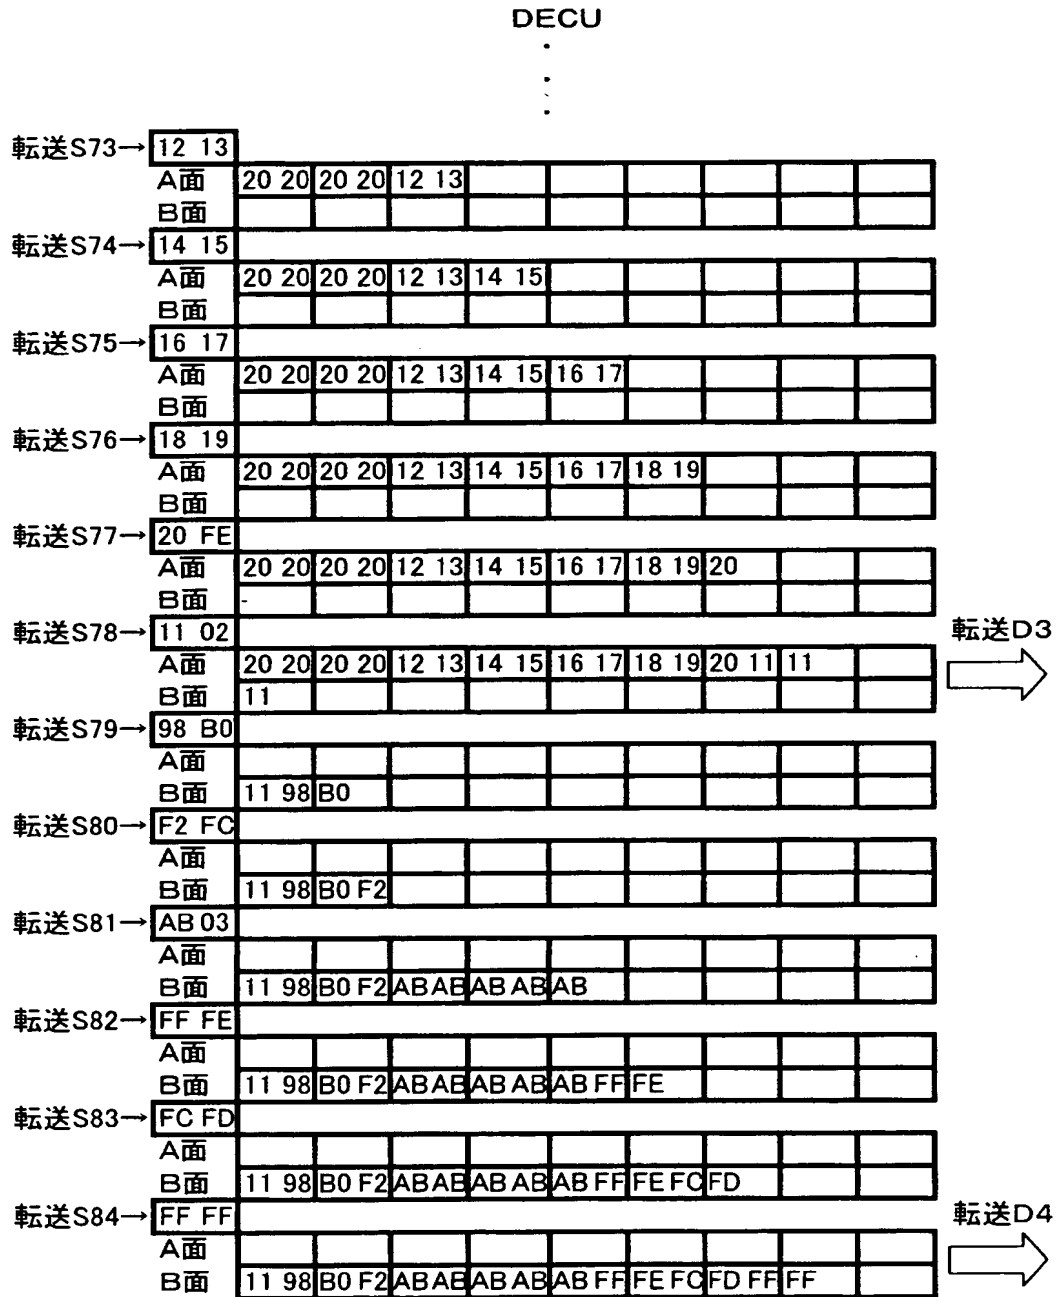 DECU
転送S73→ 12 13
A面 20 20 20 20 12 13
B面
転送S74→ 14 15
A面 20 20 20 20 12 13 14 15
B面
転送S75→ 16 17
A面 20 20 20 20 12 13 14 15 16 17
B面
転送S76→ 18 19
A面 20 20 20 20 12 13 14 15 16 17 18 19
B面
転送S77→ 20 FE
A面 20 20 20 20 12 13 14 15 16 17 18 19 20
B面
転送S78→ 11 02 転送D3
A面 20 20 20 20 12 13 14 15 16 17 18 19 20 11 11
B面 11
転送S79→ 98 B0
A面
B面 11 98 B0
転送S80→ F2 FC
A面
B面 11 98 B0 F2
転送S81→ AB 03
A面
B面 11 98 B0 F2 AB AB AB AB AB
転送S82→ FF FE
A面
B面 11 98 B0 F2 AB AB AB AB AB FF FE
転送S83→ FC FD
A面
B面 11 98 B0 F2 AB AB AB AB AB FF FE FC FD
転送S84→ FF FF 転送D4
A面
B面 11 98 B0 F2 AB AB AB AB AB FF FE FC FD FF FF